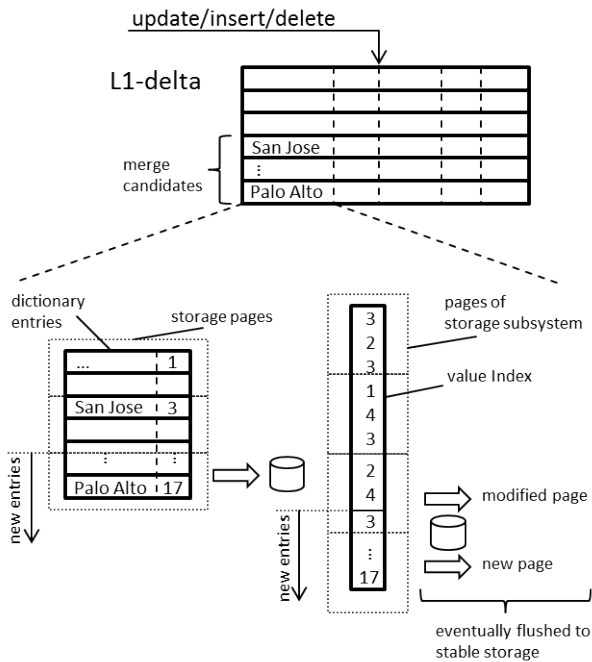 update/insert/delete
L1-delta
San Jose
⋮
Palo Alto
merge
candidates
dictionary
entries
storage pages
... 1
San Jose 3
⋮ ⋮
Palo Alto 17
new entries
pages of
storage subsystem
value Index
3
2
3
1
4
3
2
4
3
⋮
17
new entries
modified page
new page
eventually flushed to
stable storage